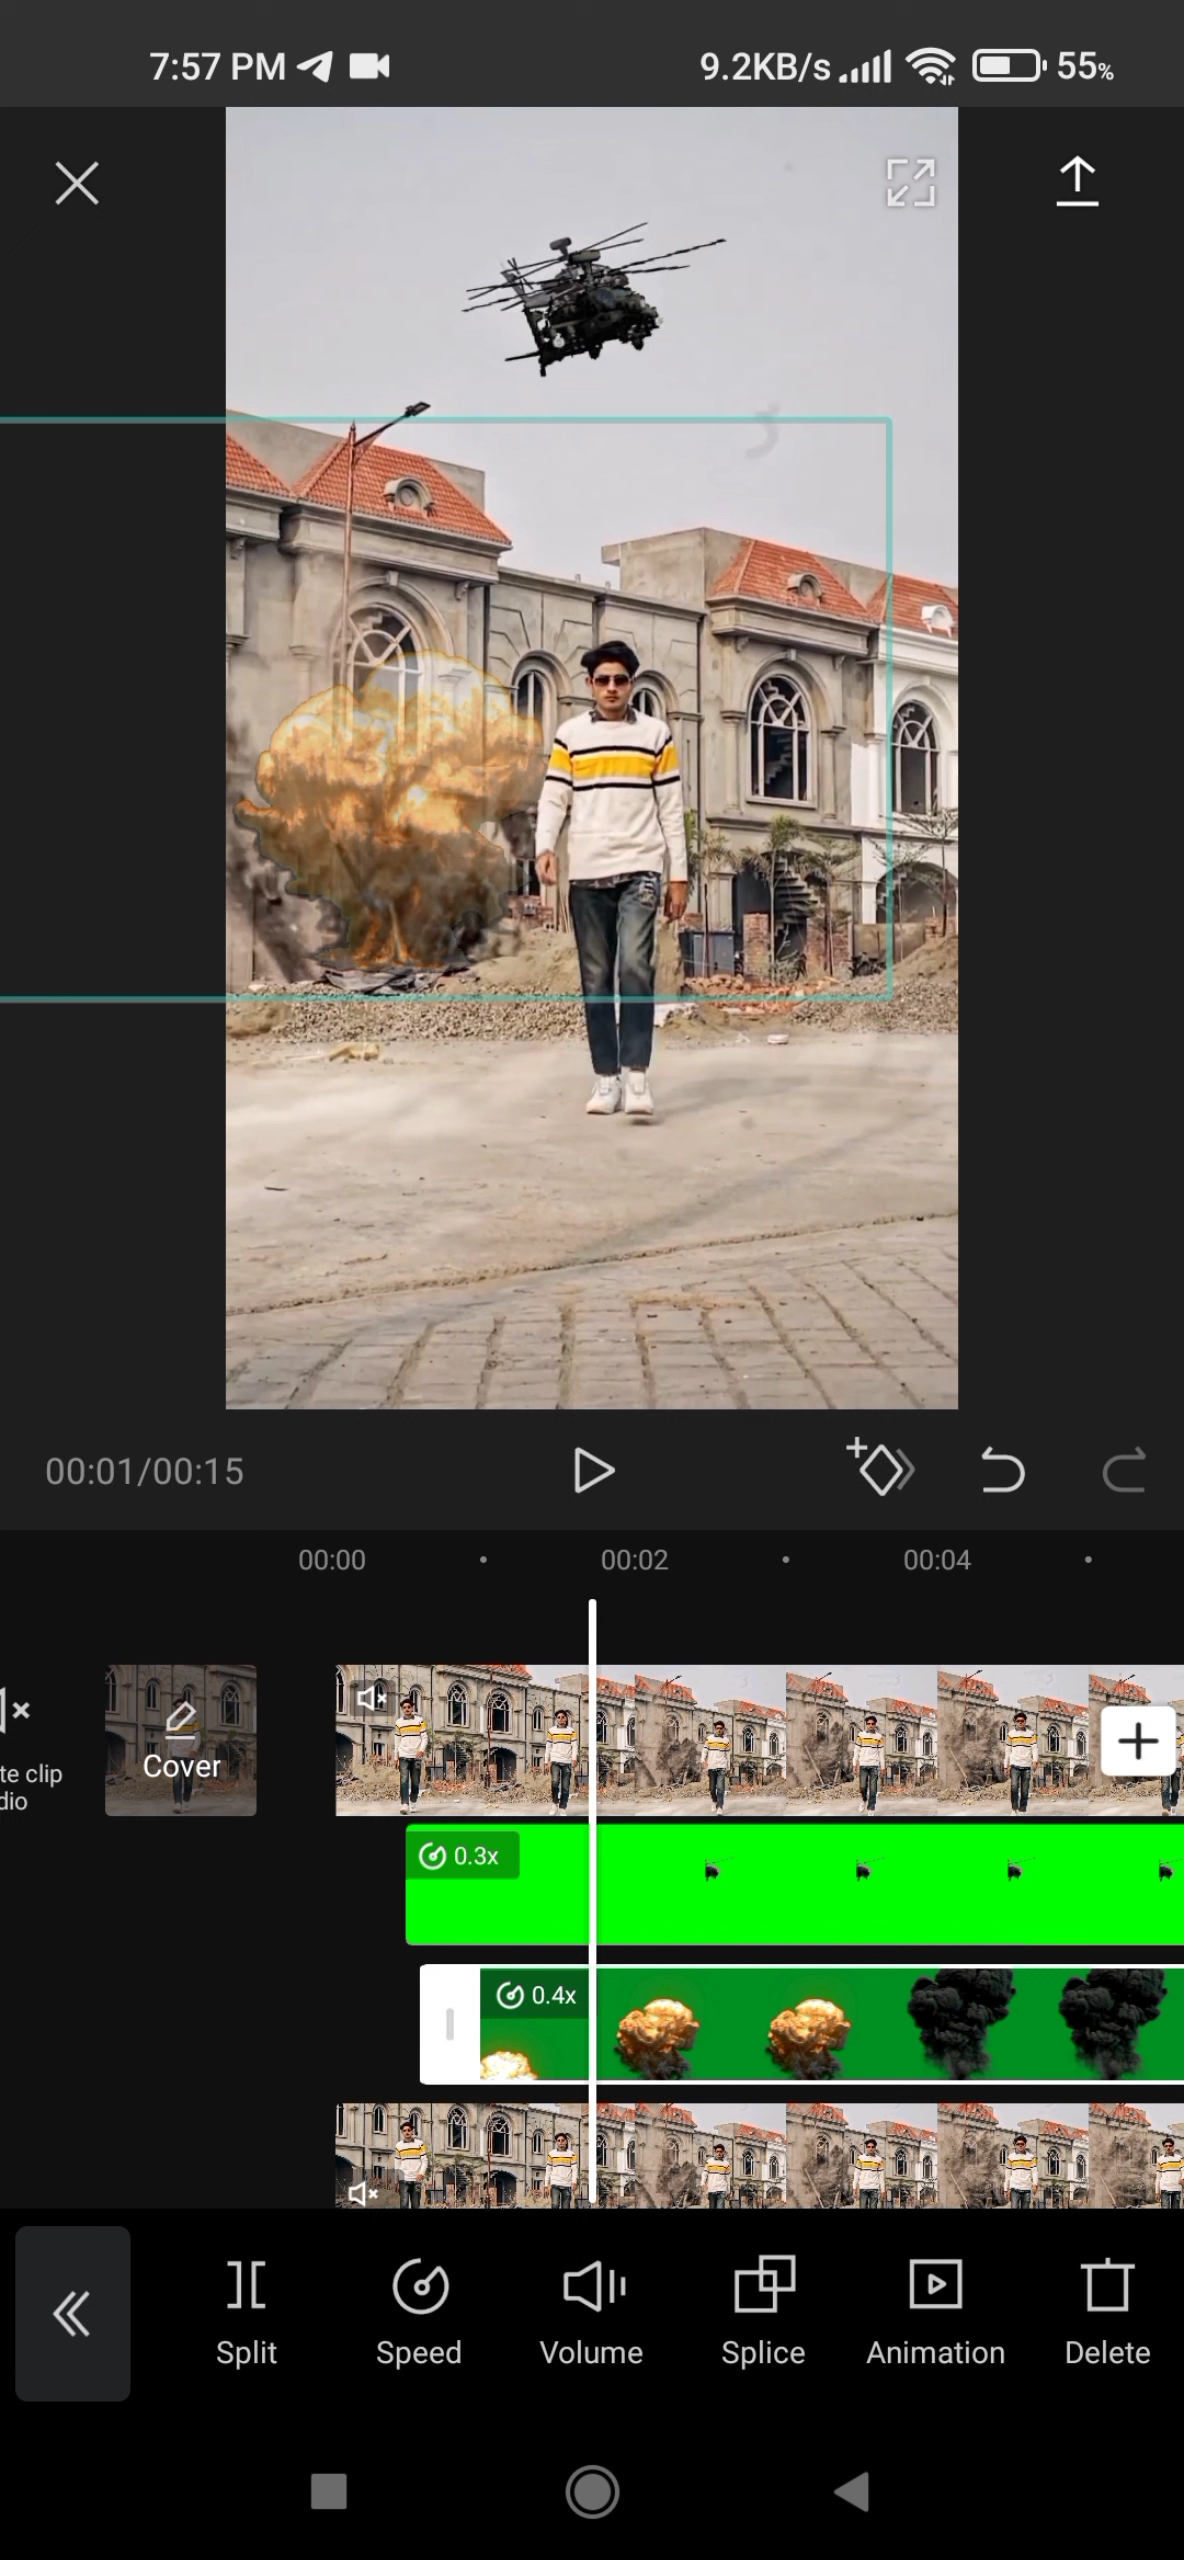 7:57 PM 9.2KB/s 55%
00:01/00:15
00:00 00:02 00:04
te clip
dio
Cover
0.3x
0.4x
Split Speed Volume Splice Animation Delete